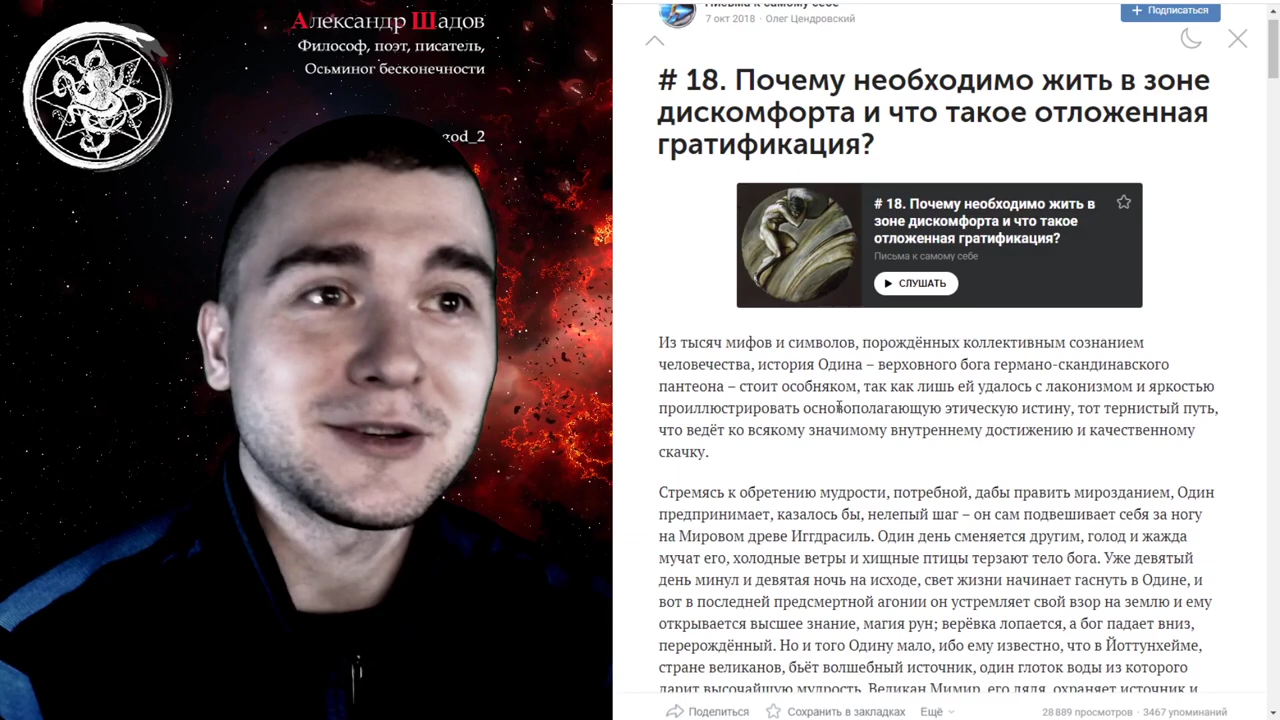 Александр Шадов
Философ, поэт, писатель,
Осьминог бесконечности
god_2
Письма к самому себе
7 окт 2018 · Олег Цендровский
+ Подписаться
# 18. Почему необходимо жить в зоне
дискомфорта и что такое отложенная
гратификация?
# 18. Почему необходимо жить в
зоне дискомфорта и что такое
отложенная гратификация?
Письма к самому себе
СЛУШАТЬ
Из тысяч мифов и символов, порождённых коллективным сознанием
человечества, история Одина – верховного бога германо-скандинавского
пантеона – стоит особняком, так как лишь ей удалось с лаконизмом и яркостью
проиллюстрировать основополагающую этическую истину, тот тернистый путь,
что ведёт ко всякому значимому внутреннему достижению и качественному
скачку.
Стремясь к обретению мудрости, потребной, дабы править мирозданием, Один
предпринимает, казалось бы, нелепый шаг – он сам подвешивает себя за ногу
на Мировом древе Иггдрасиль. Один день сменяется другим, голод и жажда
мучат его, холодные ветры и хищные птицы терзают тело бога. Уже девятый
день минул и девятая ночь на исходе, свет жизни начинает гаснуть в Одине, и
вот в последней предсмертной агонии он устремляет свой взор на землю и ему
открывается высшее знание, магия рун; верёвка лопается, а бог падает вниз,
перерождённый. Но и того Одину мало, ибо ему известно, что в Йоттунхейме,
стране великанов, бьёт волшебный источник, один глоток воды из которого
дарит высочайшую мудрость. Великан Мимир, его дядя, охраняет источник и
Поделиться
Сохранить в закладках
Ещё
28 889 просмотров · 3467 упоминаний